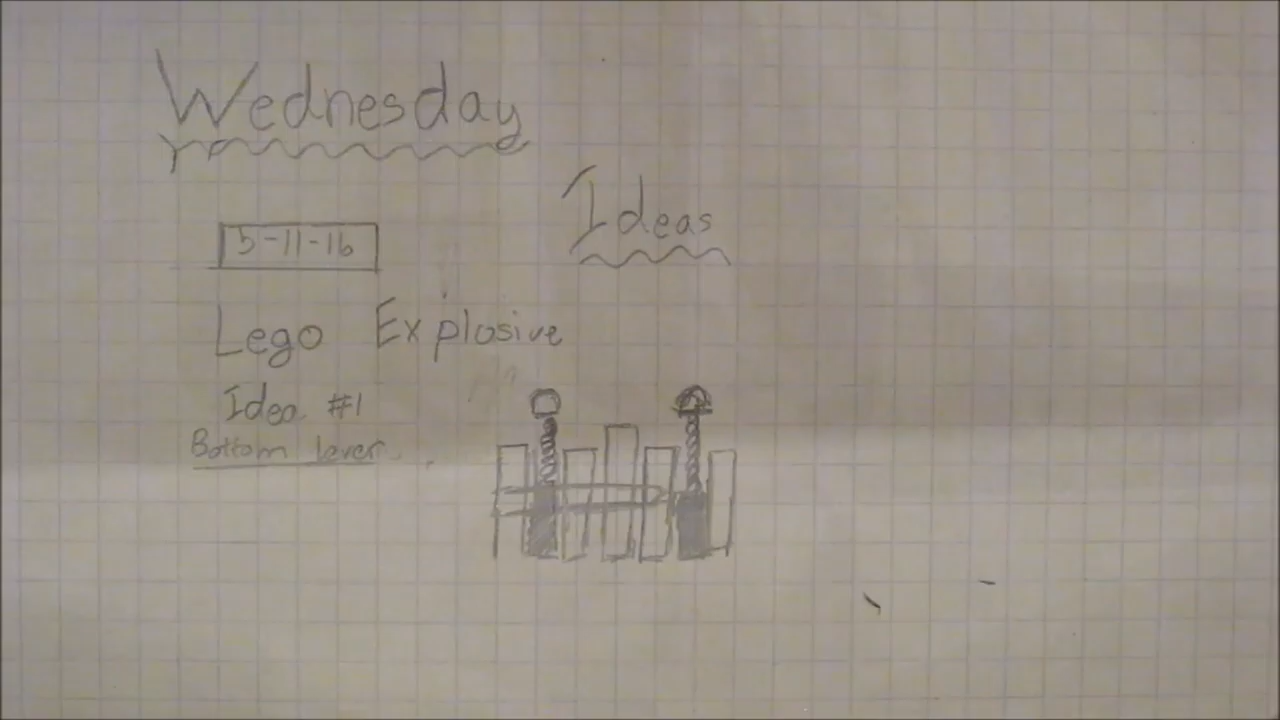 Wednesday
Ideas
5-11-16
Lego Explosive
Idea #1
Bottom lever